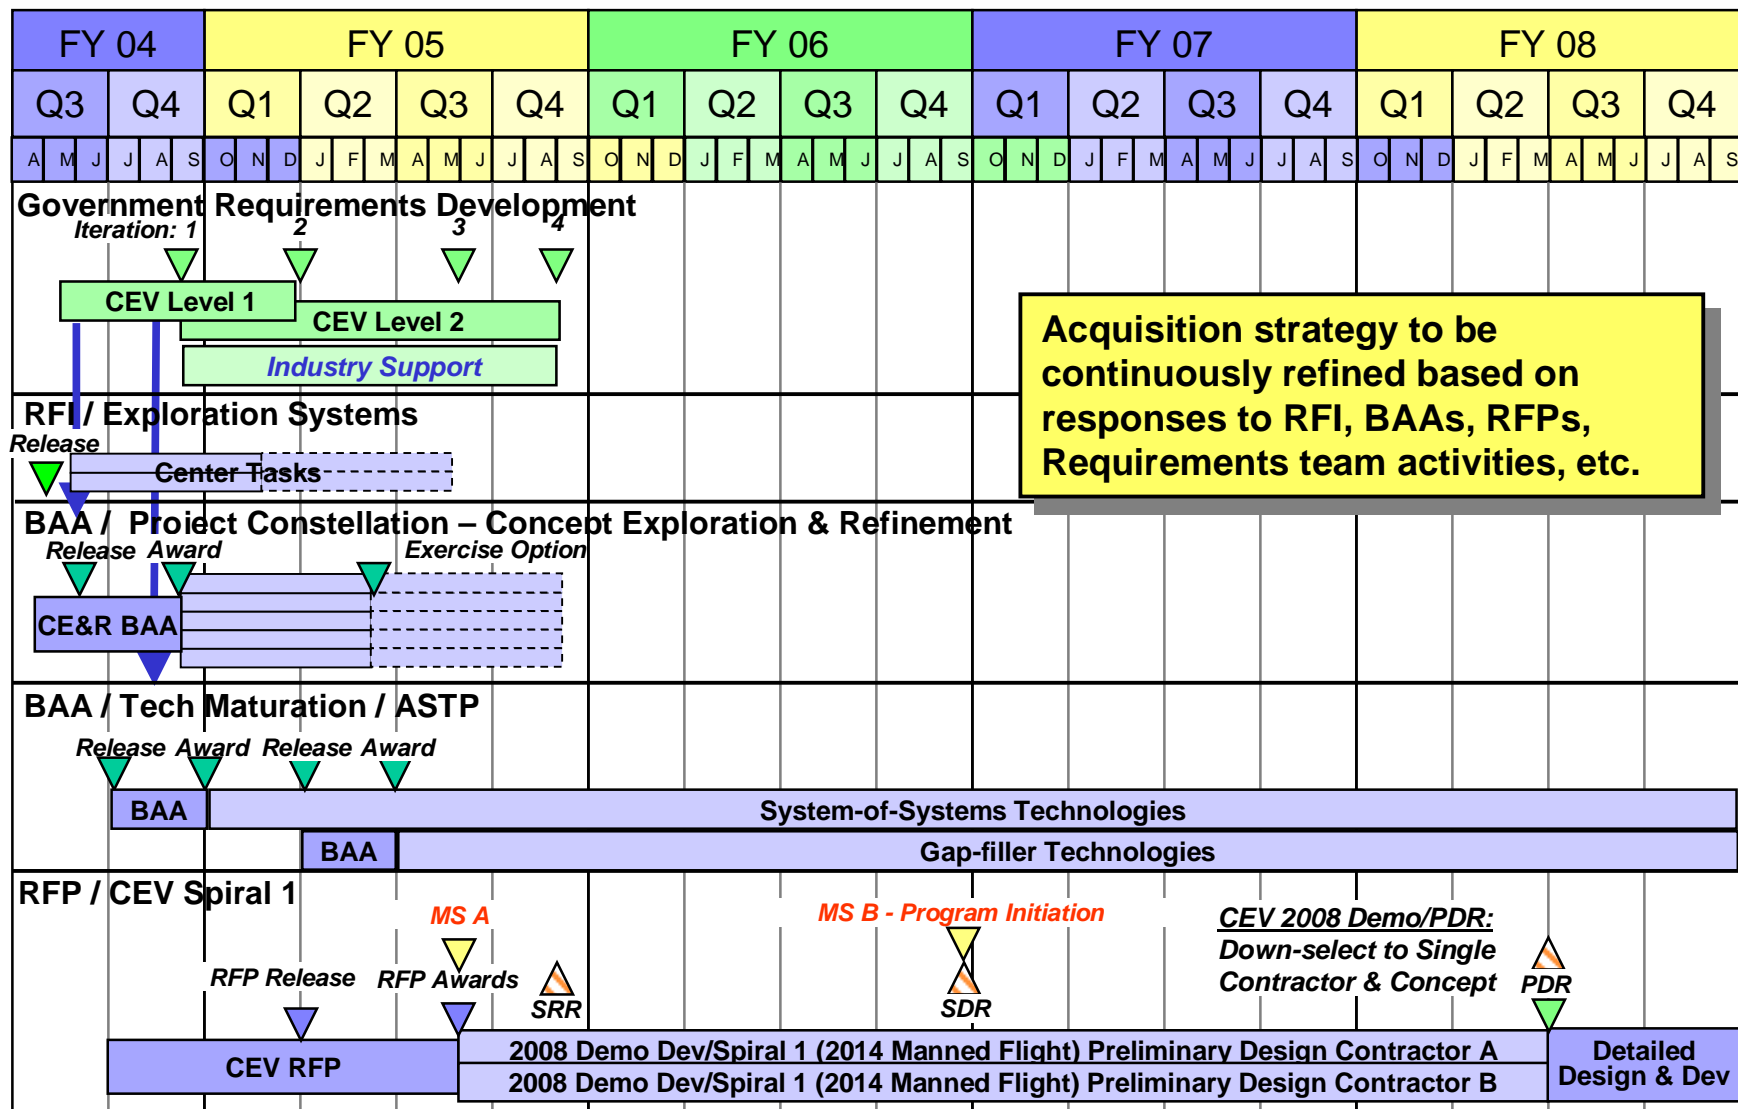 FY 04 FY 05 FY 06 FY 07 FY 08
Q3 Q4 Q1 Q2 Q3 Q4 Q1 Q2 Q3 Q4 Q1 Q2 Q3 Q4 Q1 Q2 Q3 Q4
A M J J A S O N D J F M A M J J A S O N D J F M A M J J A S O N D J F M A M J J A S O N D J F M A M J J A S
Government Requirements Development
Iteration: 1 2 3 4
CEV Level 1
CEV Level 2
Industry Support
Acquisition strategy to be
continuously refined based on
responses to RFI, BAAs, RFPs,
Requirements team activities, etc.
RFI / Exploration Systems
Release
Center Tasks
BAA / Project Constellation – Concept Exploration & Refinement
Release Award Exercise Option
CE&R BAA
BAA / Tech Maturation / ASTP
Release Award Release Award
BAA System-of-Systems Technologies
BAA Gap-filler Technologies
RFP / CEV Spiral 1
MS A MS B - Program Initiation
CEV 2008 Demo/PDR:
Down-select to Single
Contractor & Concept
RFP Release RFP Awards
SRR SDR PDR
CEV RFP
2008 Demo Dev/Spiral 1 (2014 Manned Flight) Preliminary Design Contractor A
2008 Demo Dev/Spiral 1 (2014 Manned Flight) Preliminary Design Contractor B
Detailed
Design & Dev